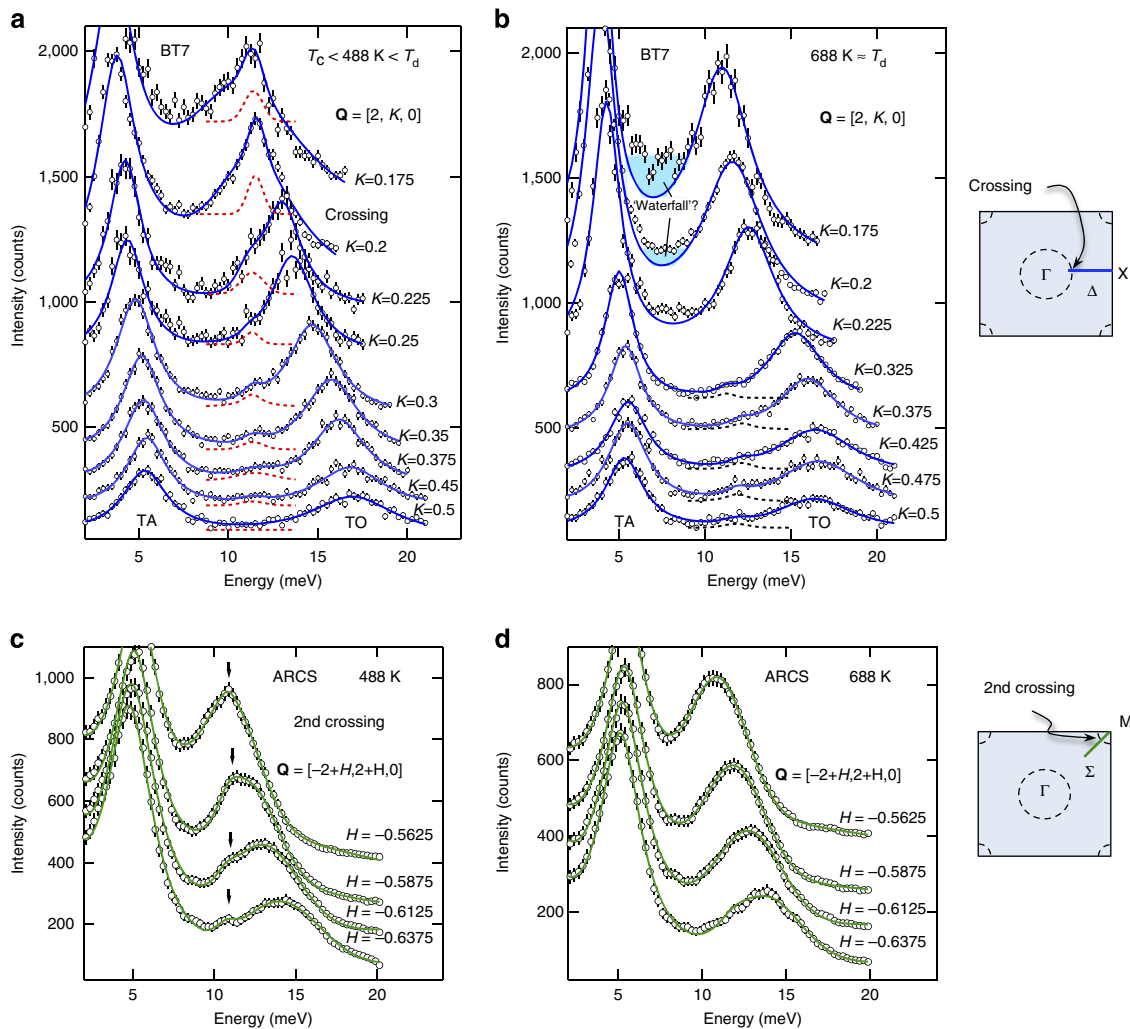 a
BT7
T_C < 488 K < T_d
Q = [2, K, 0]
2,000
1,500
1,000
500
Intensity (counts)
K=0.175
Crossing
K=0.2
K=0.225
K=0.25
K=0.3
K=0.35
K=0.375
K=0.45
K=0.5
TA
TO
5
10
15
20
Energy (meV)
b
BT7
688 K ≈ T_d
Q = [2, K, 0]
2,000
1,500
1,000
500
Intensity (counts)
'Waterfall'?
K=0.175
K=0.2
K=0.225
K=0.325
K=0.375
K=0.425
K=0.475
K=0.5
TA
TO
5
10
15
20
Energy (meV)
Crossing
Γ
X
Δ
c
ARCS
488 K
2nd crossing
Q = [−2+H,2+H,0]
1,000
800
600
400
200
Intensity (counts)
H = −0.5625
H = −0.5875
H = −0.6125
H = −0.6375
5
10
15
20
Energy (meV)
d
ARCS
688 K
Q = [−2+H,2+H,0]
800
600
400
200
Intensity (counts)
H = −0.5625
H = −0.5875
H = −0.6125
H = −0.6375
5
10
15
20
Energy (meV)
2nd crossing
M
Σ
Γ